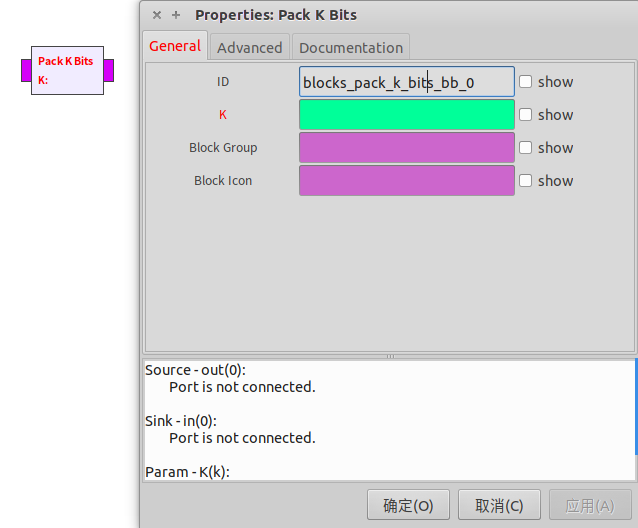 Properties: Pack K Bits
Pack K Bits
K:
General
Advanced
Documentation
ID
blocks_pack_k_bits_bb_0
show
K
show
Block Group
show
Block Icon
show
Source - out(0):
Port is not connected.
Sink - in(0):
Port is not connected.
Param - K(k):
确定(O)
取消(C)
应用(A)